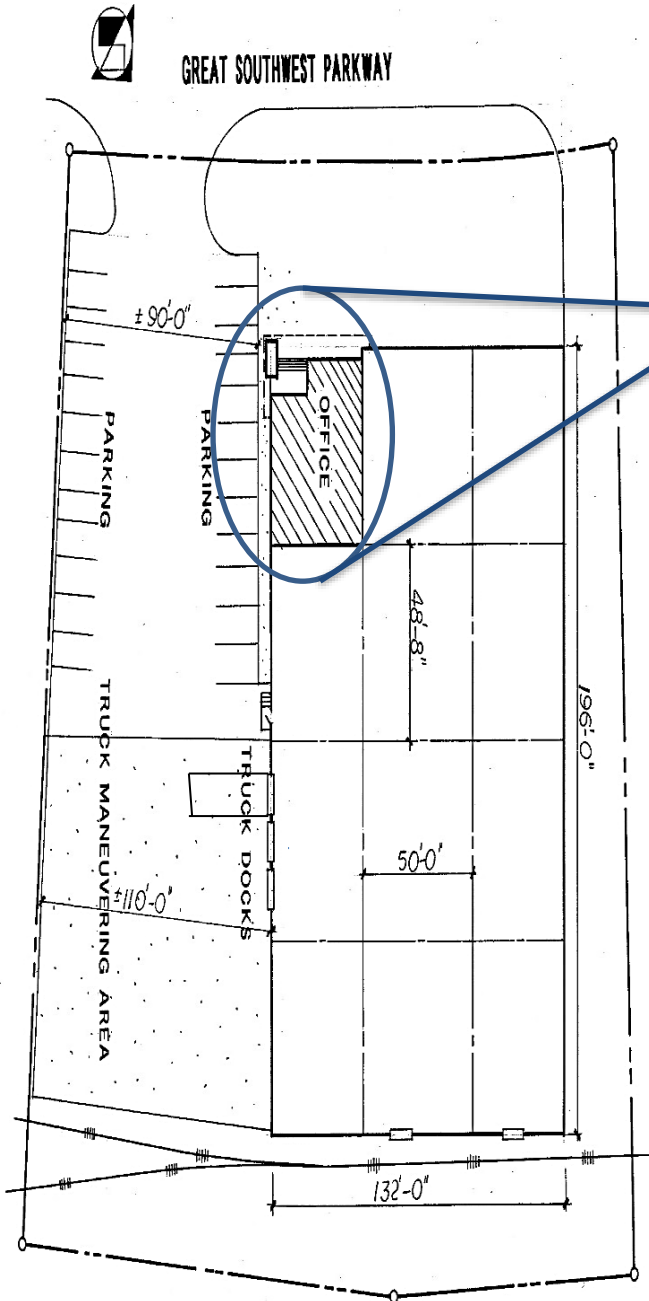 GREAT SOUTHWEST PARKWAY
± 90'-0"
OFFICE
PARKING
PARKING
48'-8"
196'-0"
TRUCK MANEUVERING AREA
TRUCK DOCKS
50'-0"
±110'-0"
132'-0"